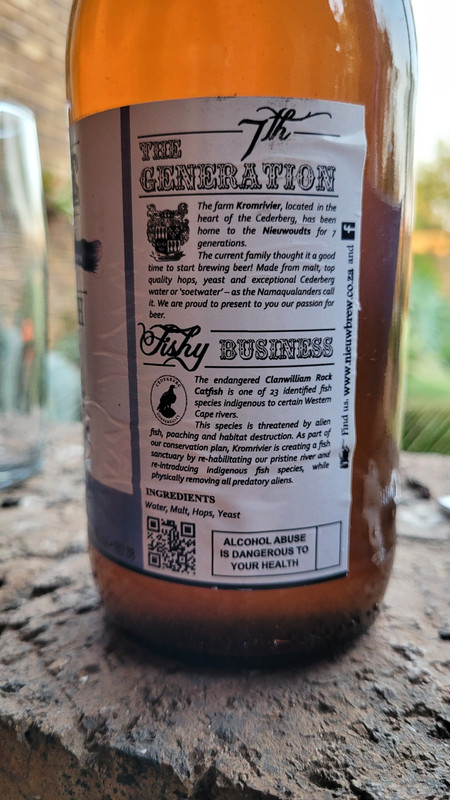 7th
THE
GENERATION
The farm Kromrivier, located in the
heart of the Cederberg, has been
home to the Nieuwoudts for 7
generations.
The current family thought it a good
time to start brewing beer! Made from malt, top
quality hops, yeast and exceptional Cederberg
water or 'soetwater' – as the Namaqualanders call
it. We are proud to present to you our passion for
beer.
Fishy BUSINESS
The endangered Clanwilliam Rock
Catfish is one of 23 identified fish
species indigenous to certain Western
Cape rivers.
This species is threatened by alien
fish, poaching and habitat destruction. As part of
our conservation plan, Kromrivier is creating a fish
sanctuary by re-habilitating our pristine river and
re-introducing indigenous fish species, while
physically removing all predatory aliens.
INGREDIENTS
Water, Malt, Hops, Yeast
ALCOHOL ABUSE
IS DANGEROUS TO
YOUR HEALTH
Find us. www.nieuwbrew.co.za and f